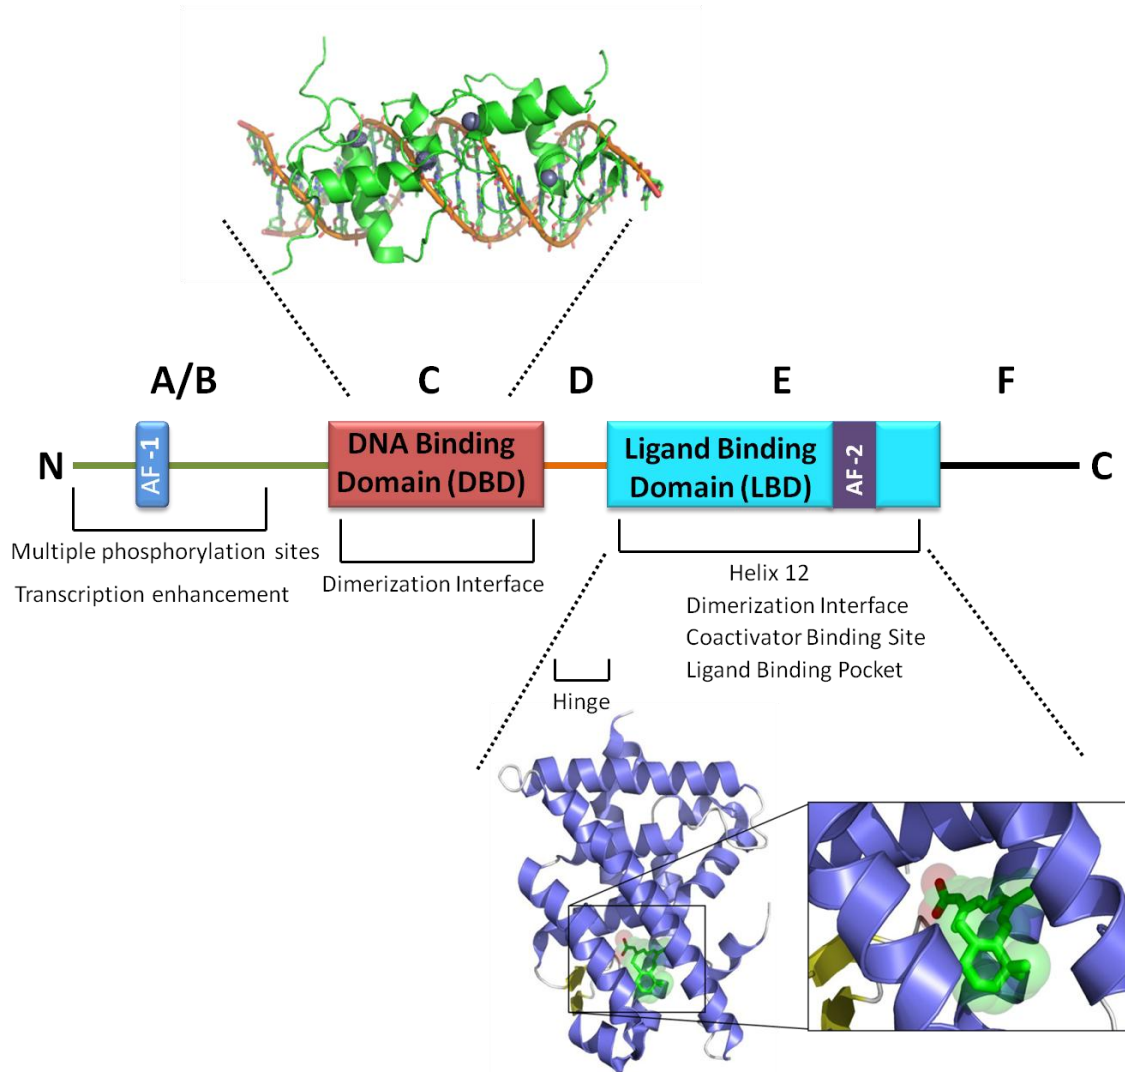 A/B
C
D
E
F
N
AF -1
DNA Binding
Domain (DBD)
Ligand Binding
Domain (LBD)
AF -2
C
Multiple phosphorylation sites
Transcription enhancement
Dimerization Interface
Helix 12
Dimerization Interface
Coactivator Binding Site
Ligand Binding Pocket
Hinge